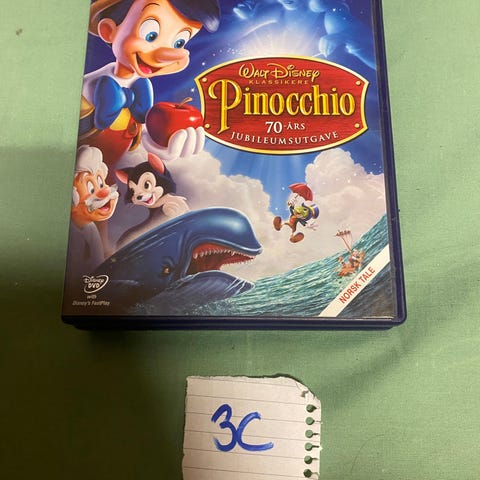 WALT DISNEY
KLASSIKERE
Pinocchio
70-ÅRS
JUBILEUMSUTGAVE
NORSK TALE
Disney
DVD
with
Disney's FastPlay
3C